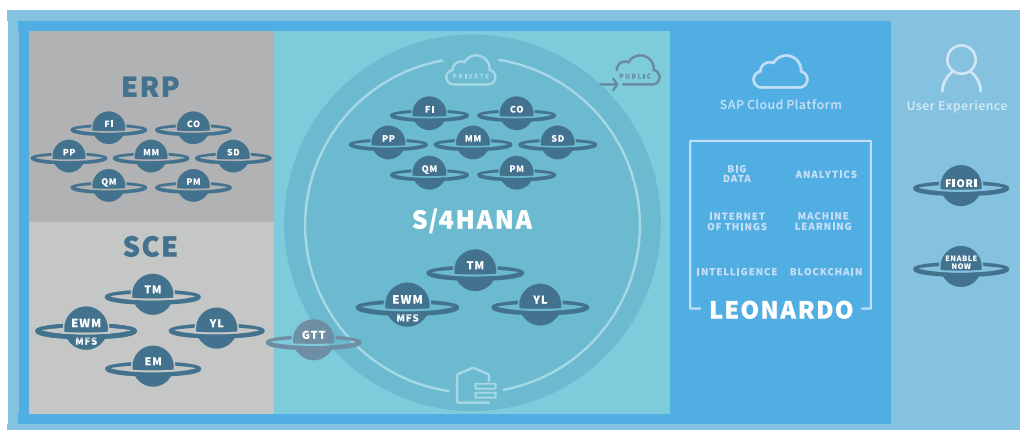 ERP
FI
CO
PP
MM
SD
QM
PM
SCE
TM
EWM
MFS
YL
EM
GTT
PRIVATE
PUBLIC
FI
CO
PP
MM
SD
QM
PM
S/4HANA
TM
EWM
MFS
YL
SAP Cloud Platform
BIG
DATA
ANALYTICS
INTERNET
OF THINGS
MACHINE
LEARNING
INTELLIGENCE
BLOCKCHAIN
LEONARDO
User Experience
FIORI
ENABLE
NOW